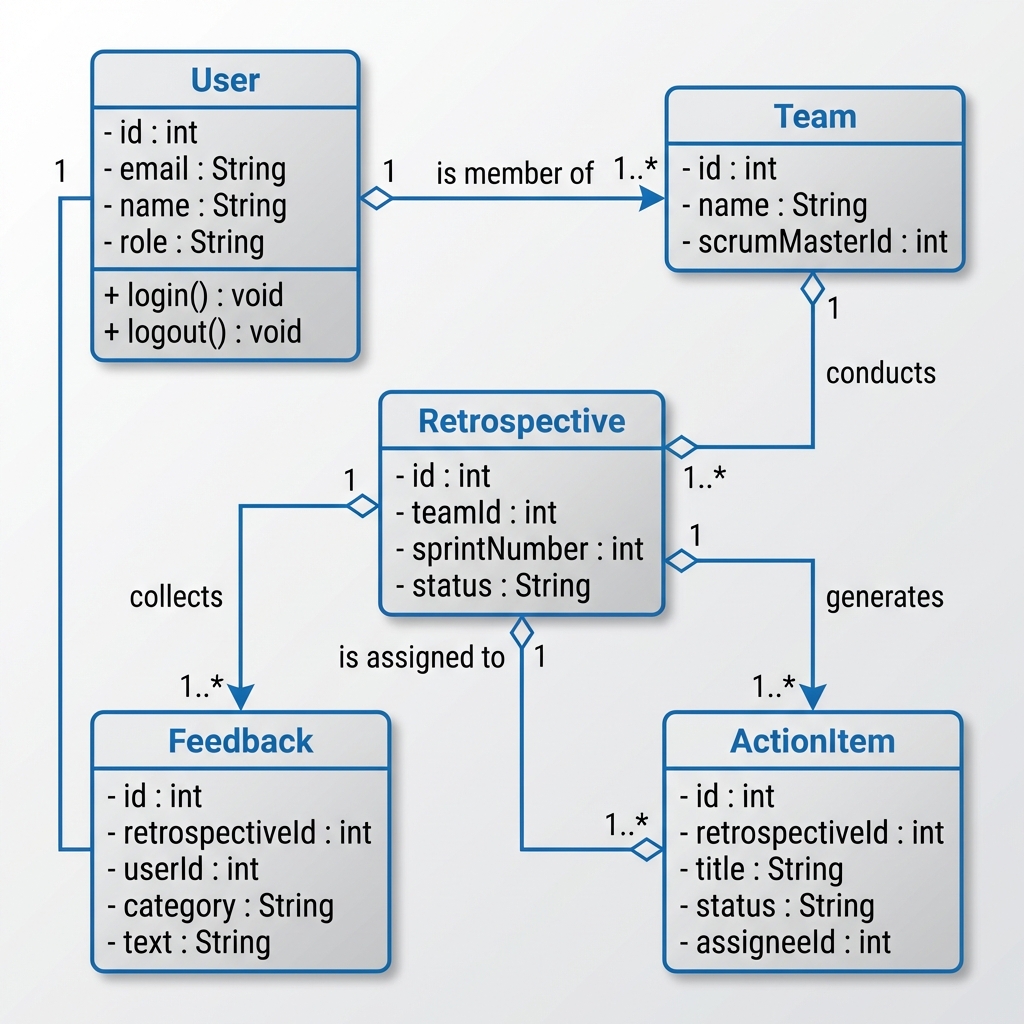 User
- id : int
- email : String
- name : String
- role : String
+ login() : void
+ logout() : void
1
1
is member of
1..*
Team
- id : int
- name : String
- scrumMasterId : int
1
conducts
1..*
Retrospective
- id : int
- teamId : int
- sprintNumber : int
- status : String
1
collects
1..*
1
generates
1..*
is assigned to
1
1..*
Feedback
- id : int
- retrospectiveId : int
- userId : int
- category : String
- text : String
ActionItem
- id : int
- retrospectiveId : int
- title : String
- status : String
- assigneeId : int